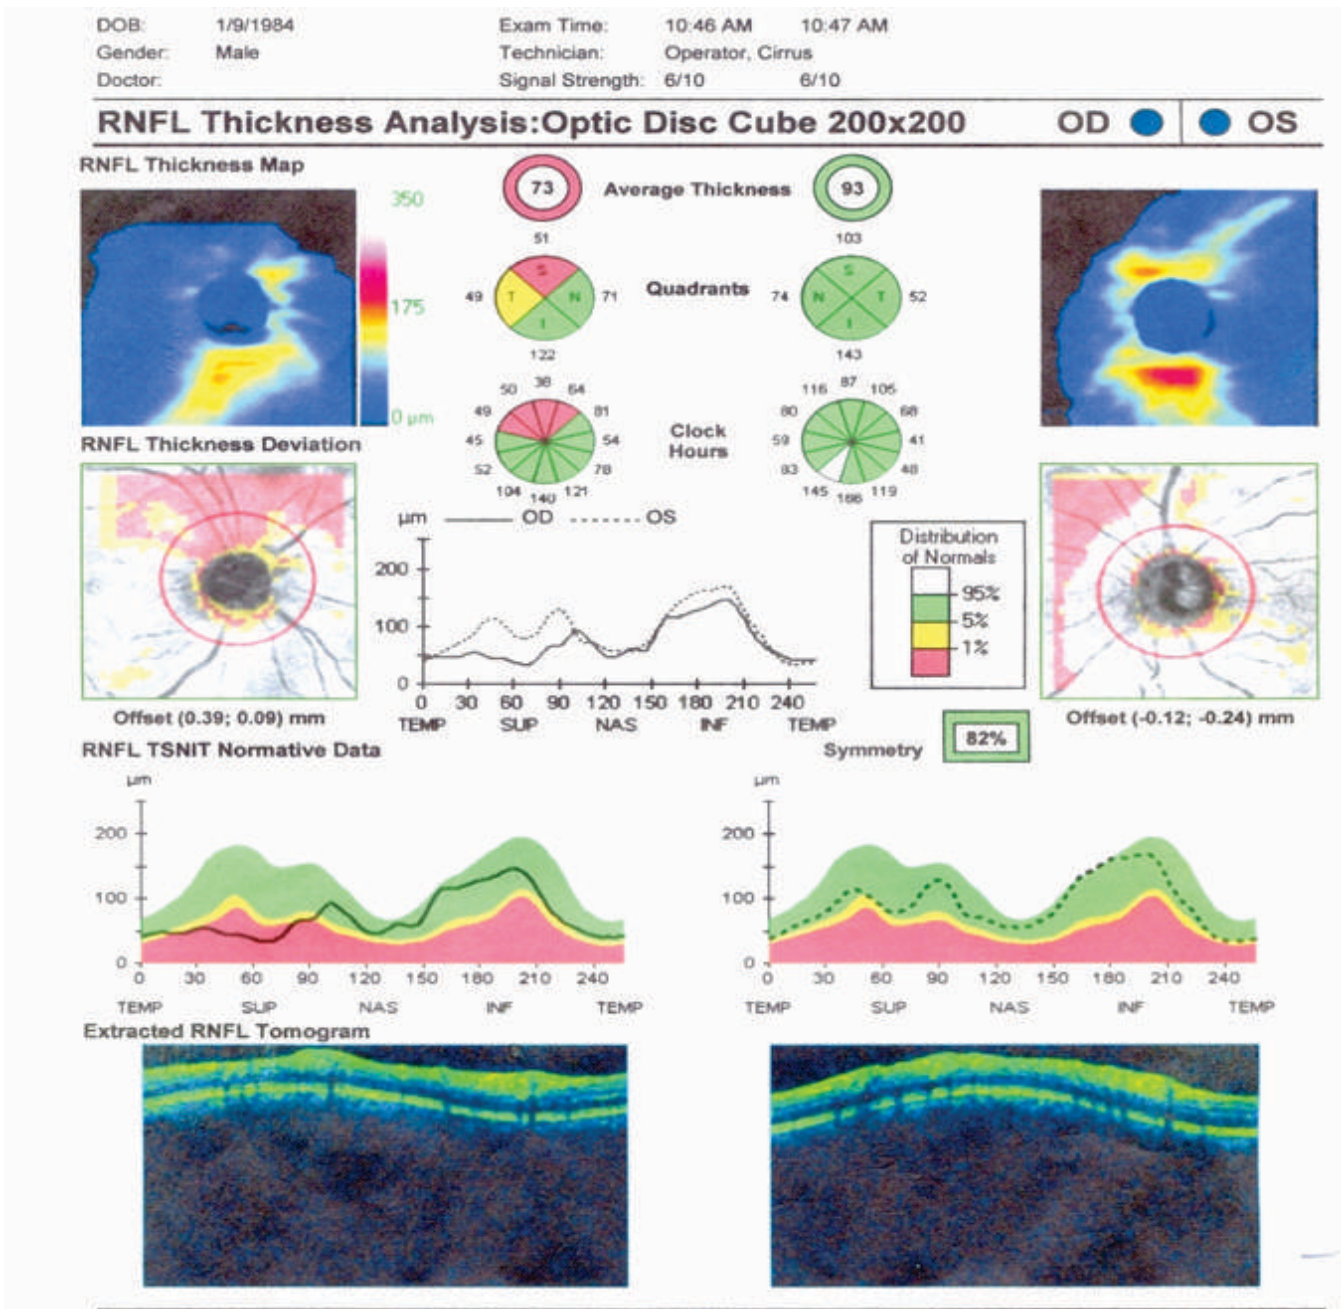 DOB: 1/9/1984 Exam Time: 10:46 AM 10:47 AM
Gender: Male Technician: Operator, Cirrus
Doctor: Signal Strength: 6/10 6/10
RNFL Thickness Analysis:Optic Disc Cube 200x200 OD OS
RNFL Thickness Map
350
175
0 µm
73 Average Thickness 93
51 103
S S
49 T N 71 Quadrants 74 N T 52
I I
122 143
50 38 64 116 87 105
49 81 80 68
45 54 Clock 59 41
52 78 Hours 83 48
104 140 121 145 166 119
RNFL Thickness Deviation
µm OD OS
200
100
0
0 30 60 90 120 150 180 210 240
TEMP SUP NAS INF TEMP
Distribution
of Normals
95%
5%
1%
Offset (0.39; 0.09) mm
Offset (-0.12; -0.24) mm
RNFL TSNIT Normative Data
Symmetry 82%
µm
200
100
0
0 30 60 90 120 150 180 210 240
TEMP SUP NAS INF TEMP
µm
200
100
0
0 30 60 90 120 150 180 210 240
TEMP SUP NAS INF TEMP
Extracted RNFL Tomogram